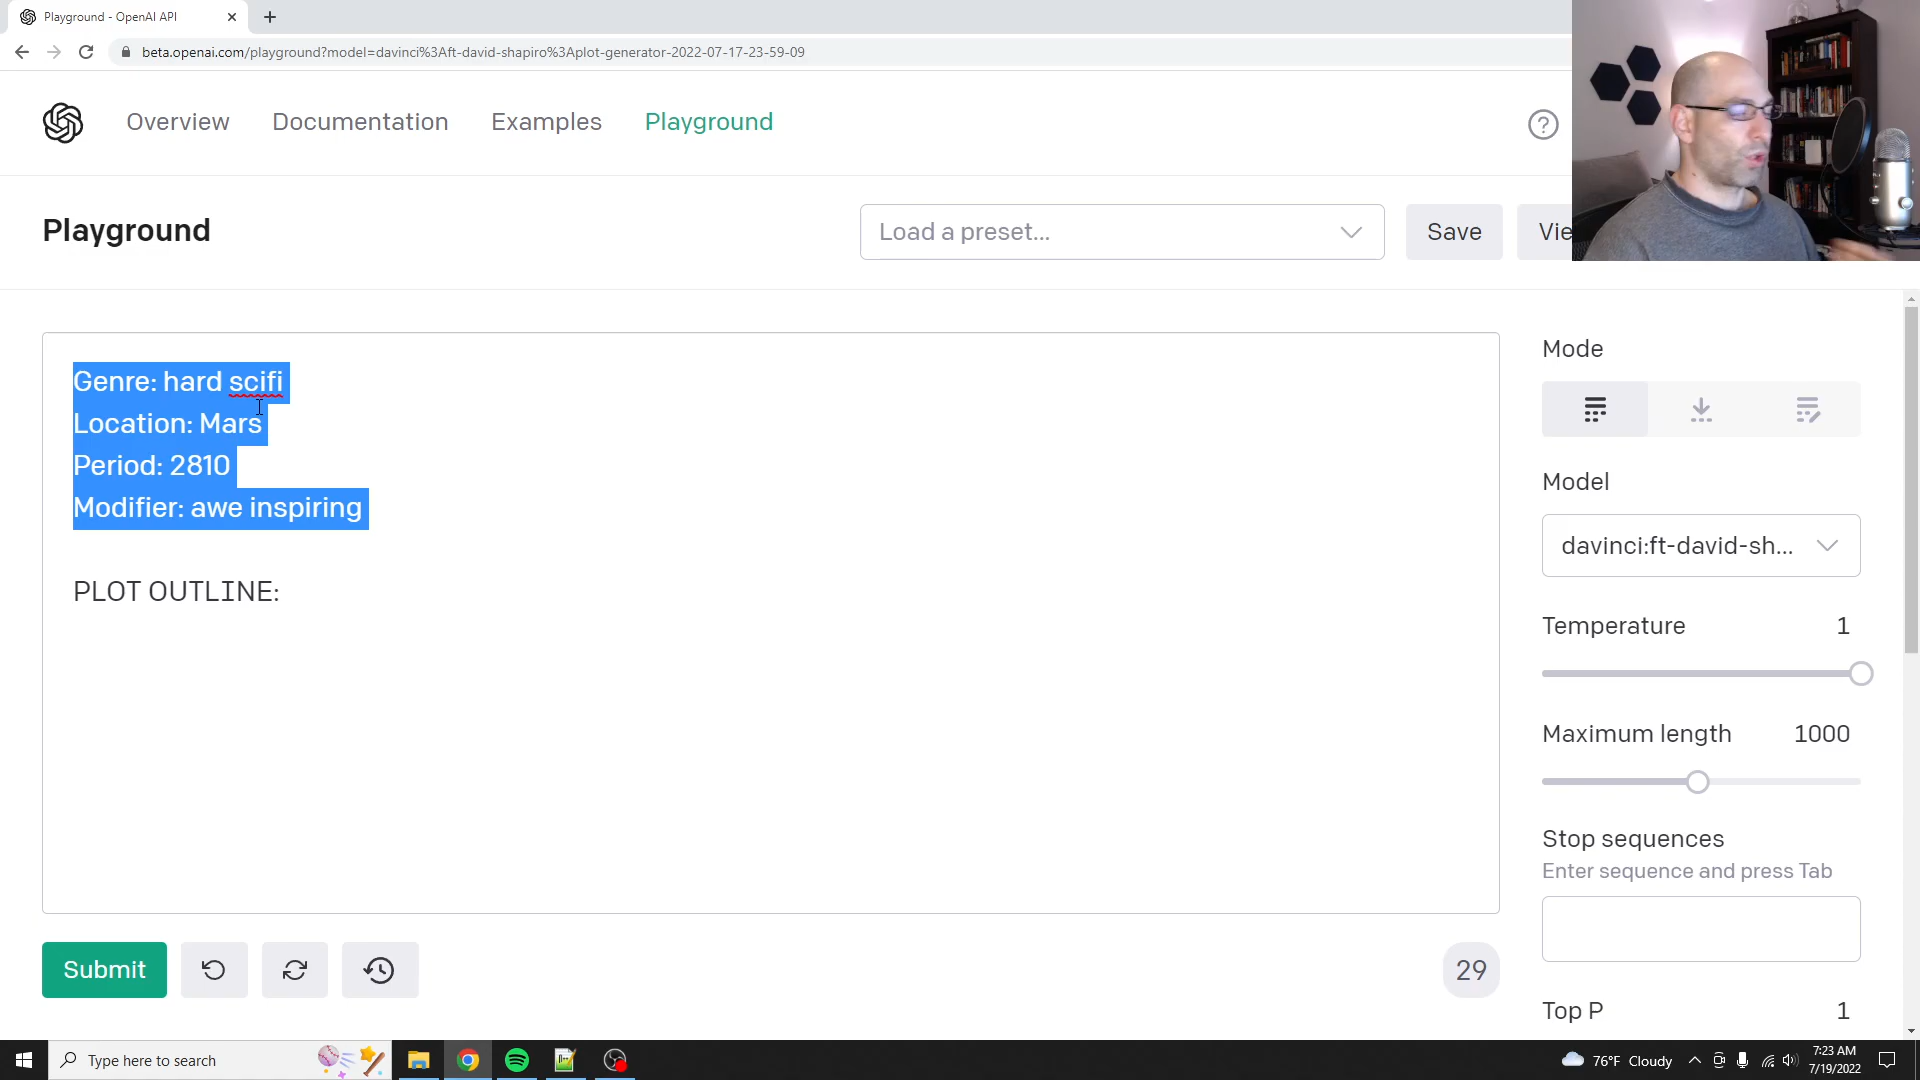 Playground - OpenAI API
beta.openai.com/playground?model=davinci%3Aft-david-shapiro%3Aplot-generator-2022-07-17-23-59-09
Overview
Documentation
Examples
Playground
Playground
Load a preset...
Save
Vie
Genre: hard scifi
Location: Mars
Period: 2810
Modifier: awe inspiring
PLOT OUTLINE:
Mode
Model
davinci:ft-david-sh...
Temperature 1
Maximum length 1000
Stop sequences
Enter sequence and press Tab
Top P 1
Submit
29
Type here to search
76°F Cloudy
7:23 AM
7/19/2022